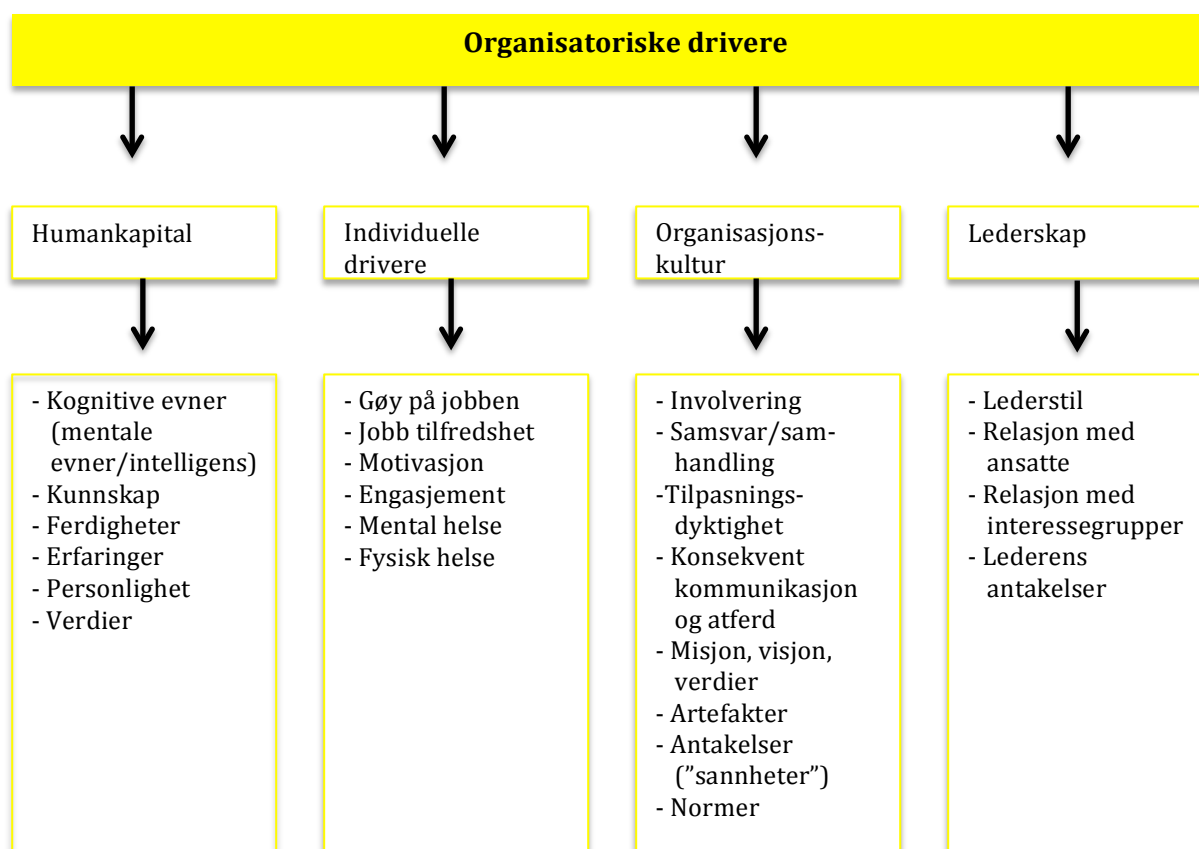 Organisatoriske drivere
Humankapital
Individuelle
drivere
Organisasjons-
kultur
Lederskap
- Kognitive evner
(mentale
evner/intelligens)
- Kunnskap
- Ferdigheter
- Erfaringer
- Personlighet
- Verdier
- Gøy på jobben
- Jobb tilfredshet
- Motivasjon
- Engasjement
- Mental helse
- Fysisk helse
- Involvering
- Samsvar/sam-
handling
-Tilpasnings-
dyktighet
- Konsekvent
kommunikasjon
og atferd
- Misjon, visjon,
verdier
- Artefakter
- Antakelser
(”sannheter”)
- Normer
- Lederstil
- Relasjon med
ansatte
- Relasjon med
interessegrupper
- Lederens
antakelser